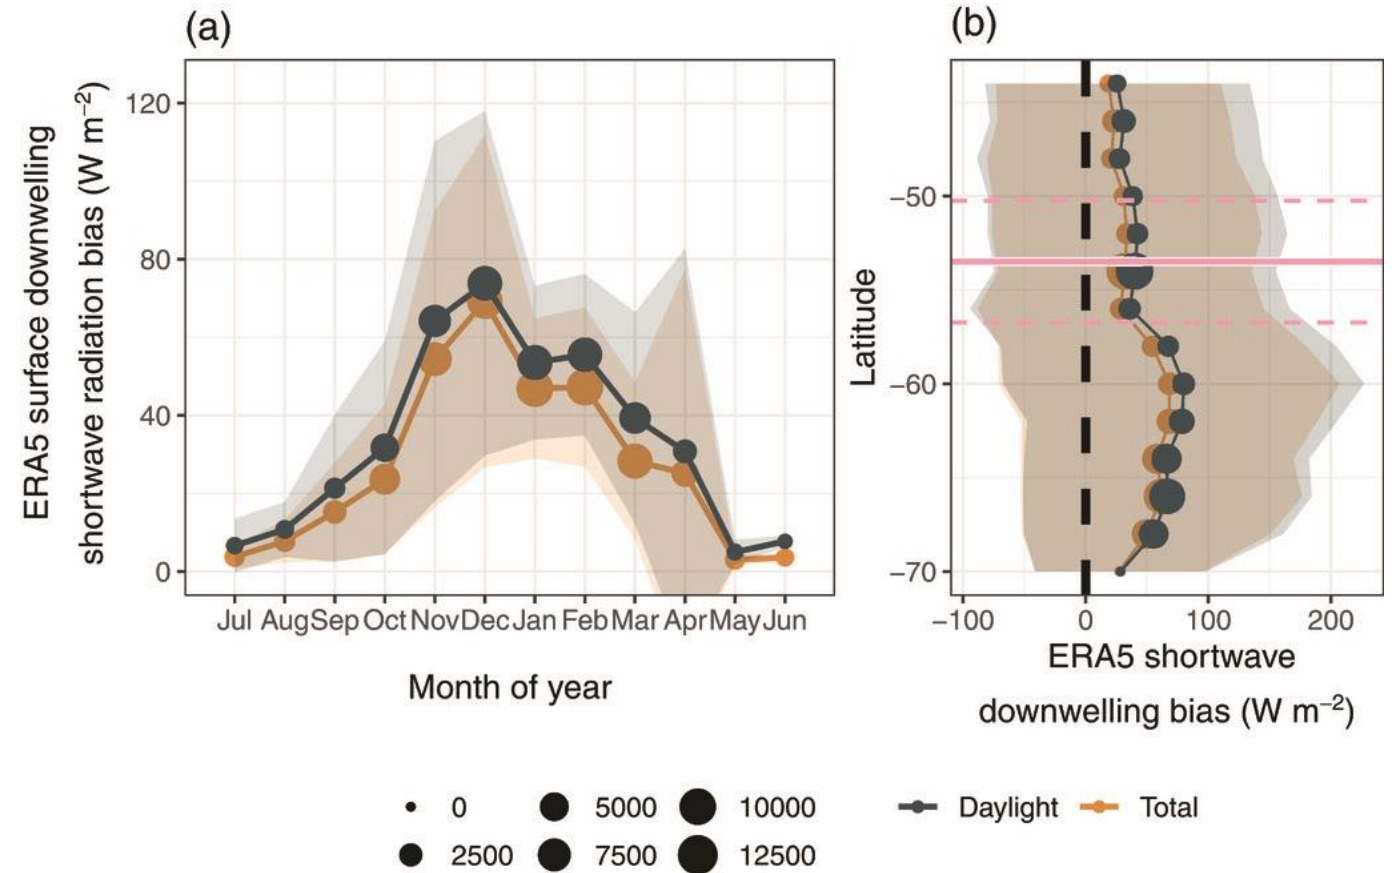 (a)
ERA5 surface downwelling
shortwave radiation bias (W m−2)
120
80
40
0
Jul Aug Sep Oct Nov Dec Jan Feb Mar Apr May Jun
Month of year
(b)
Latitude
−50
−60
−70
−100 0 100 200
ERA5 shortwave
downwelling bias (W m−2)
0 5000 10000
2500 7500 12500
Daylight Total